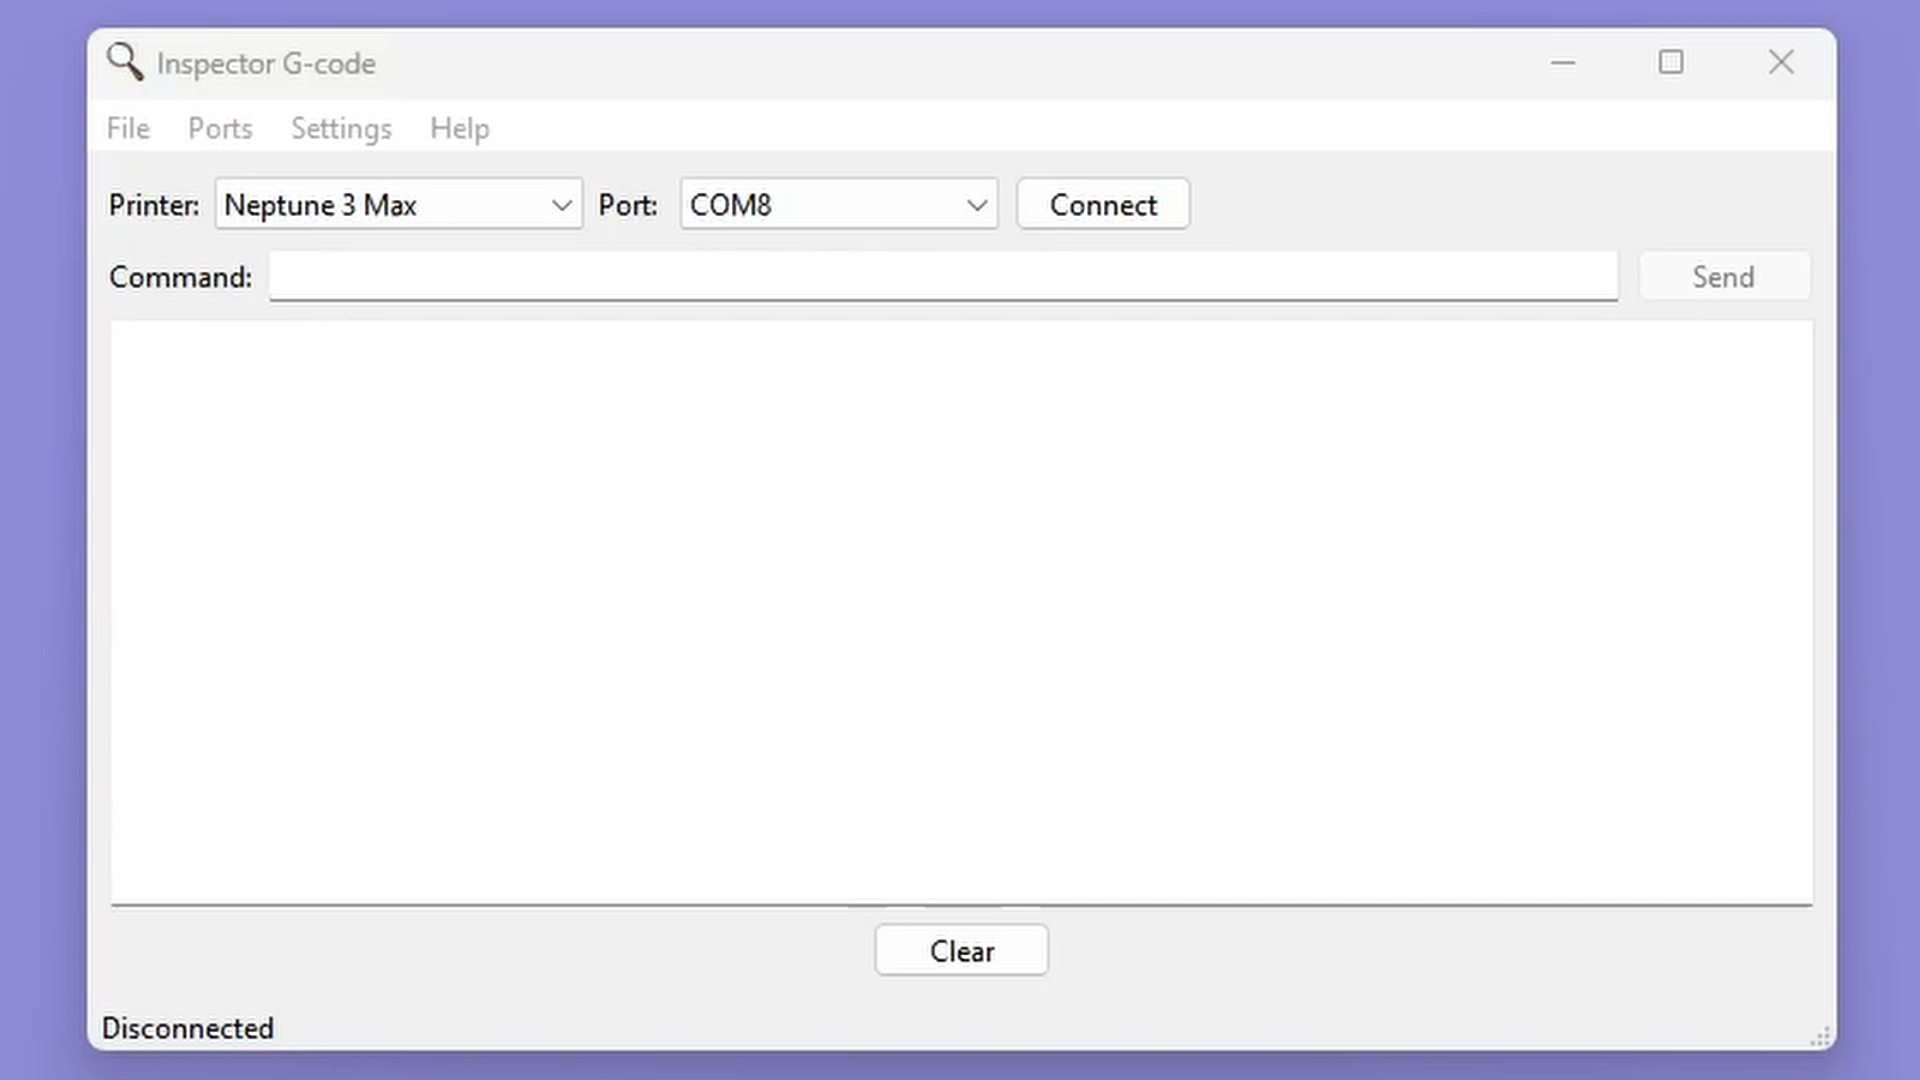 Inspector G-code
File Ports Settings Help
Printer: Neptune 3 Max Port: COM8 Connect
Command: Send
Clear
Disconnected